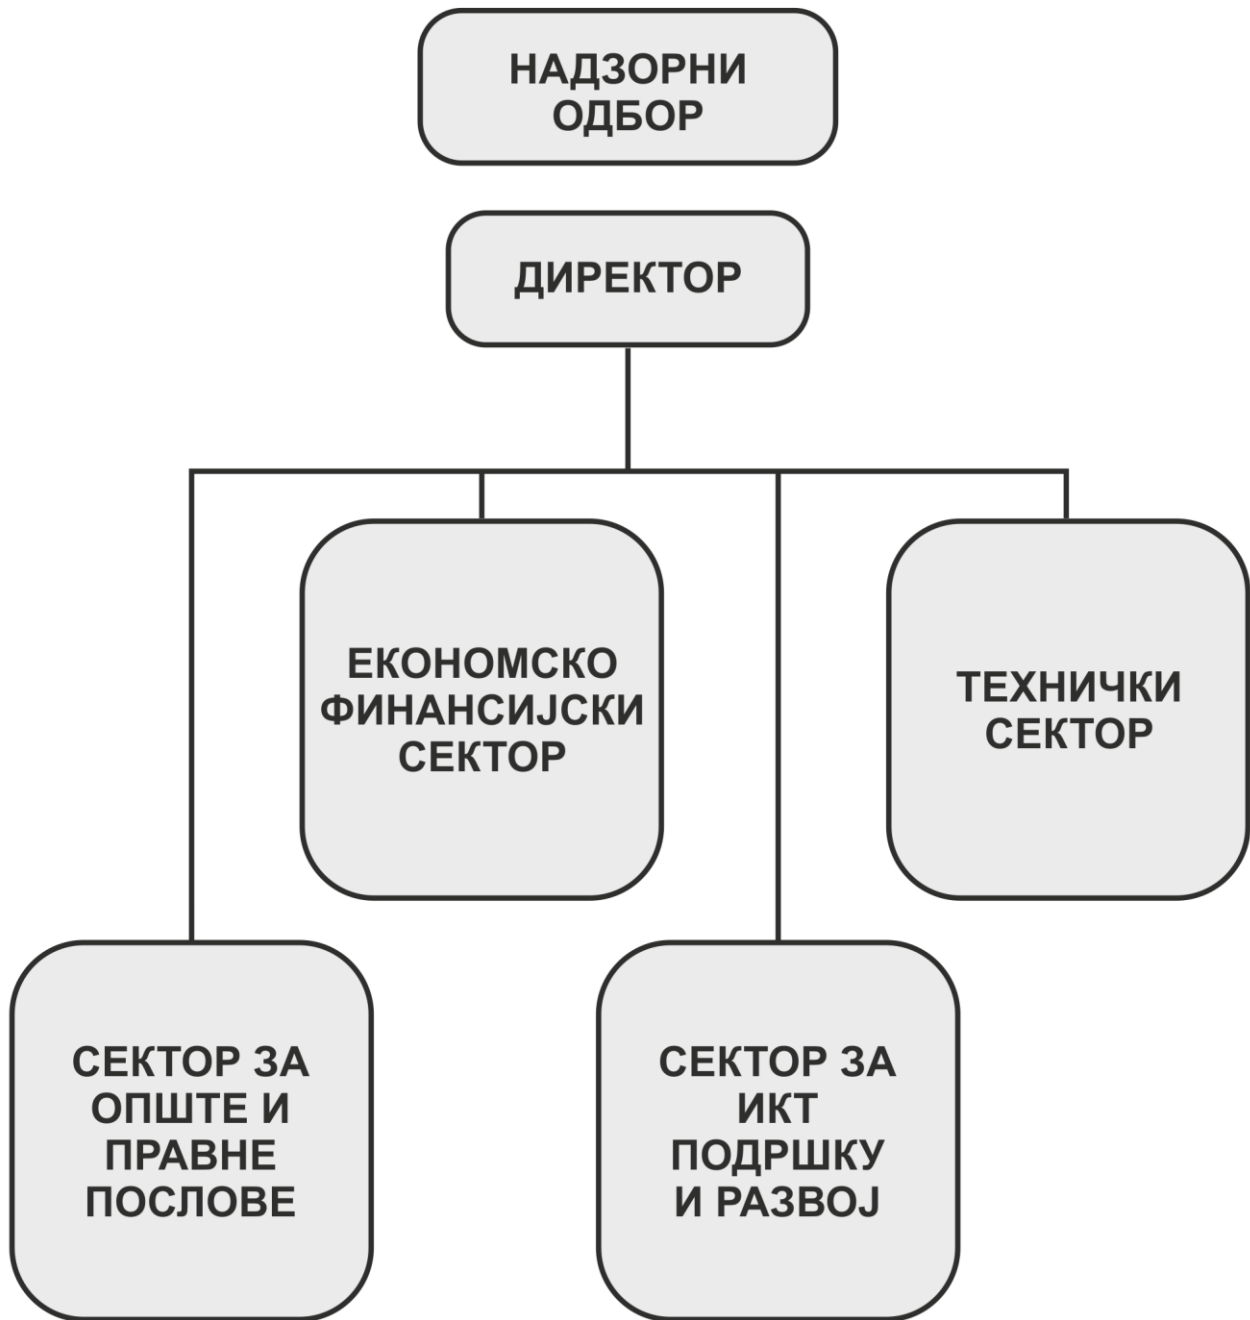 НАДЗОРНИ
ОДБОР
ДИРЕКТОР
ЕКОНОМСКО
ФИНАНСИЈСКИ
СЕКТОР
ТЕХНИЧКИ
СЕКТОР
СЕКТОР ЗА
ОПШТЕ И
ПРАВНЕ
ПОСЛОВЕ
СЕКТОР ЗА
ИКТ
ПОДРШКУ
И РАЗВОЈ